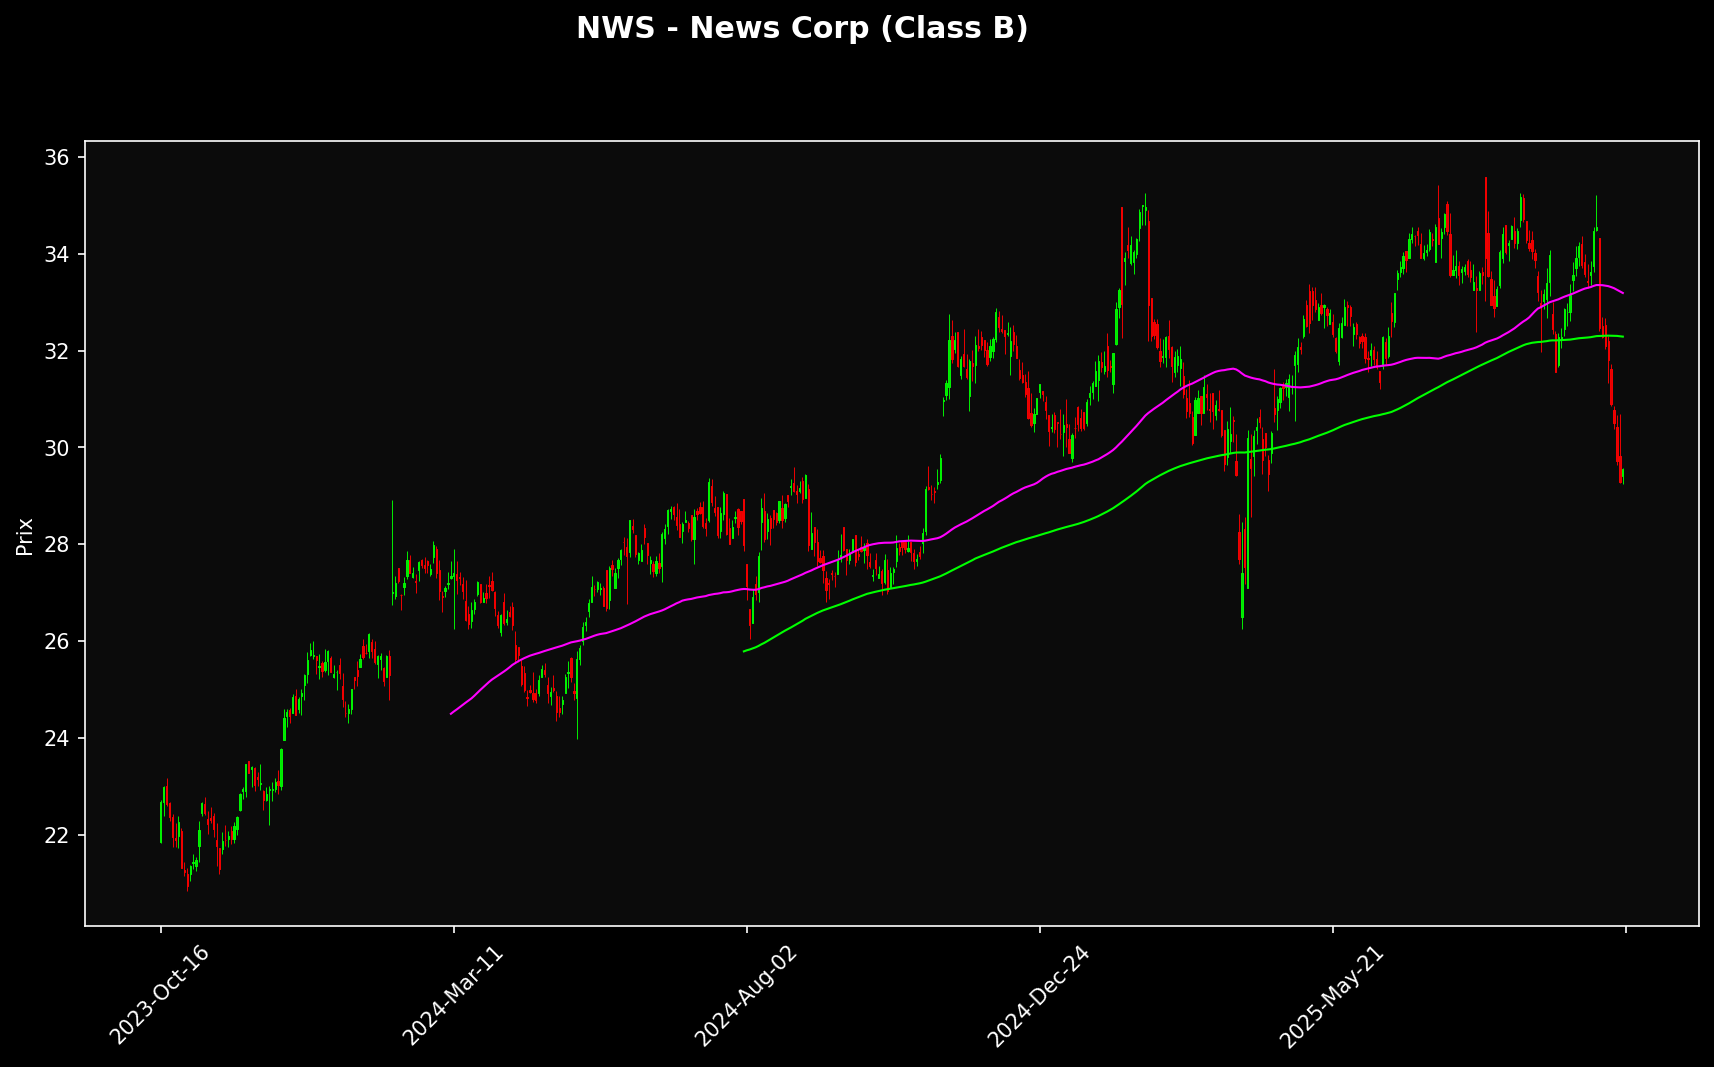 NWS - News Corp (Class B)
Prix
36
34
32
30
28
26
24
22
2023-Oct-16
2024-Mar-11
2024-Aug-02
2024-Dec-24
2025-May-21